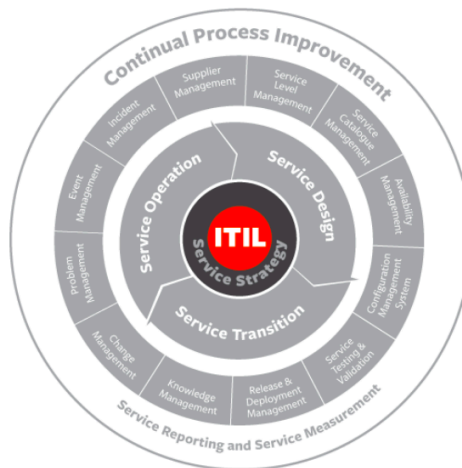 Continual Process Improvement
Supplier
Management
Service
Level
Management
Service
Catalogue
Management
Availability
Management
Configuration
Management
System
Service
Testing &
Validation
Release &
Deployment
Management
Knowledge
Management
Change
Management
Problem
Management
Event
Management
Incident
Management
Service Operation
Service Design
Service Transition
ITIL
Service Strategy
Service Reporting and Service Measurement